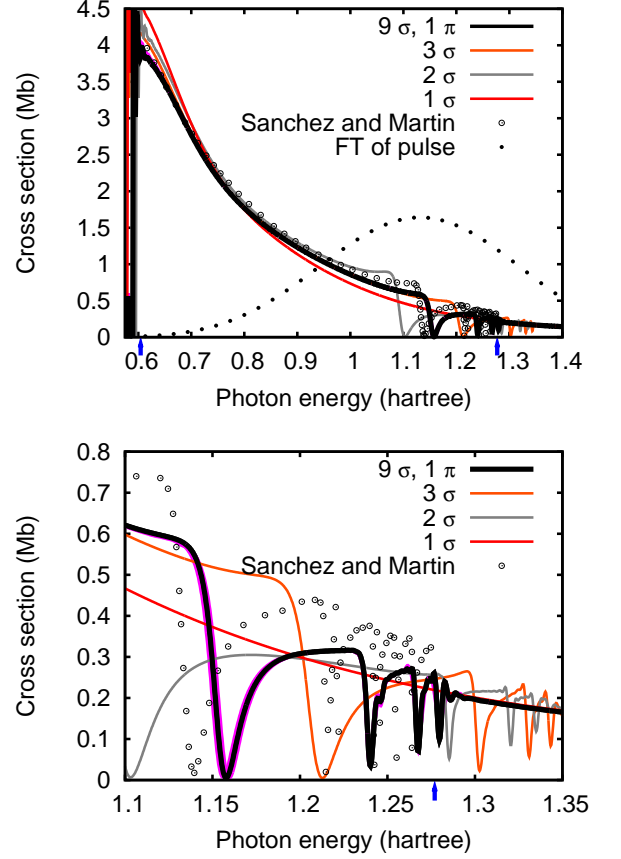 4.5
4
3.5
3
2.5
2
1.5
1
0.5
0
Cross section (Mb)
9 σ, 1 π
3 σ
2 σ
1 σ
Sanchez and Martin
FT of pulse
0.6 0.7 0.8 0.9 1 1.1 1.2 1.3 1.4
Photon energy (hartree)
0.8
0.7
0.6
0.5
0.4
0.3
0.2
0.1
0
Cross section (Mb)
9 σ, 1 π
3 σ
2 σ
1 σ
Sanchez and Martin
1.1 1.15 1.2 1.25 1.3 1.35
Photon energy (hartree)